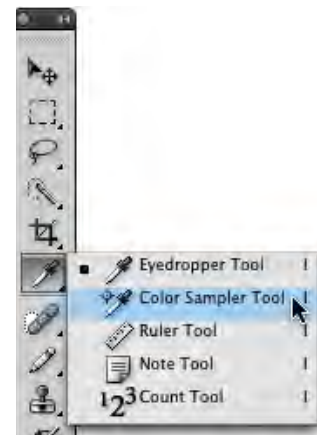 Eyedropper Tool I
Color Sampler Tool I
Ruler Tool I
Note Tool I
123 Count Tool I